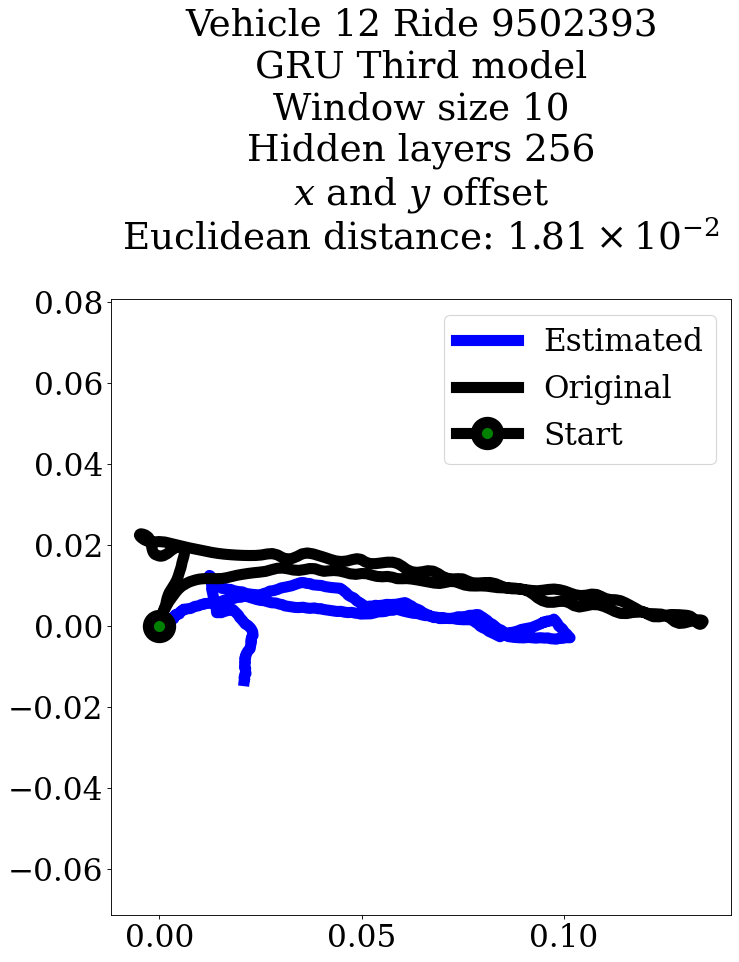 Vehicle 12 Ride 9502393
GRU Third model
Window size 10
Hidden layers 256
x and y offset
Euclidean distance: 1.81 × 10⁻²
0.08
0.06
0.04
0.02
0.00
−0.02
−0.04
−0.06
Estimated
Original
Start
0.00 0.05 0.10